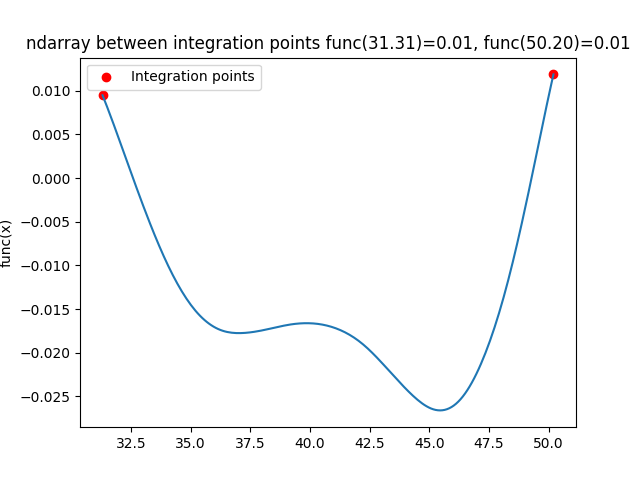 ndarray between integration points func(31.31)=0.01, func(50.20)=0.01
Integration points
func(x)
0.010
0.005
0.000
−0.005
−0.010
−0.015
−0.020
−0.025
32.5 35.0 37.5 40.0 42.5 45.0 47.5 50.0